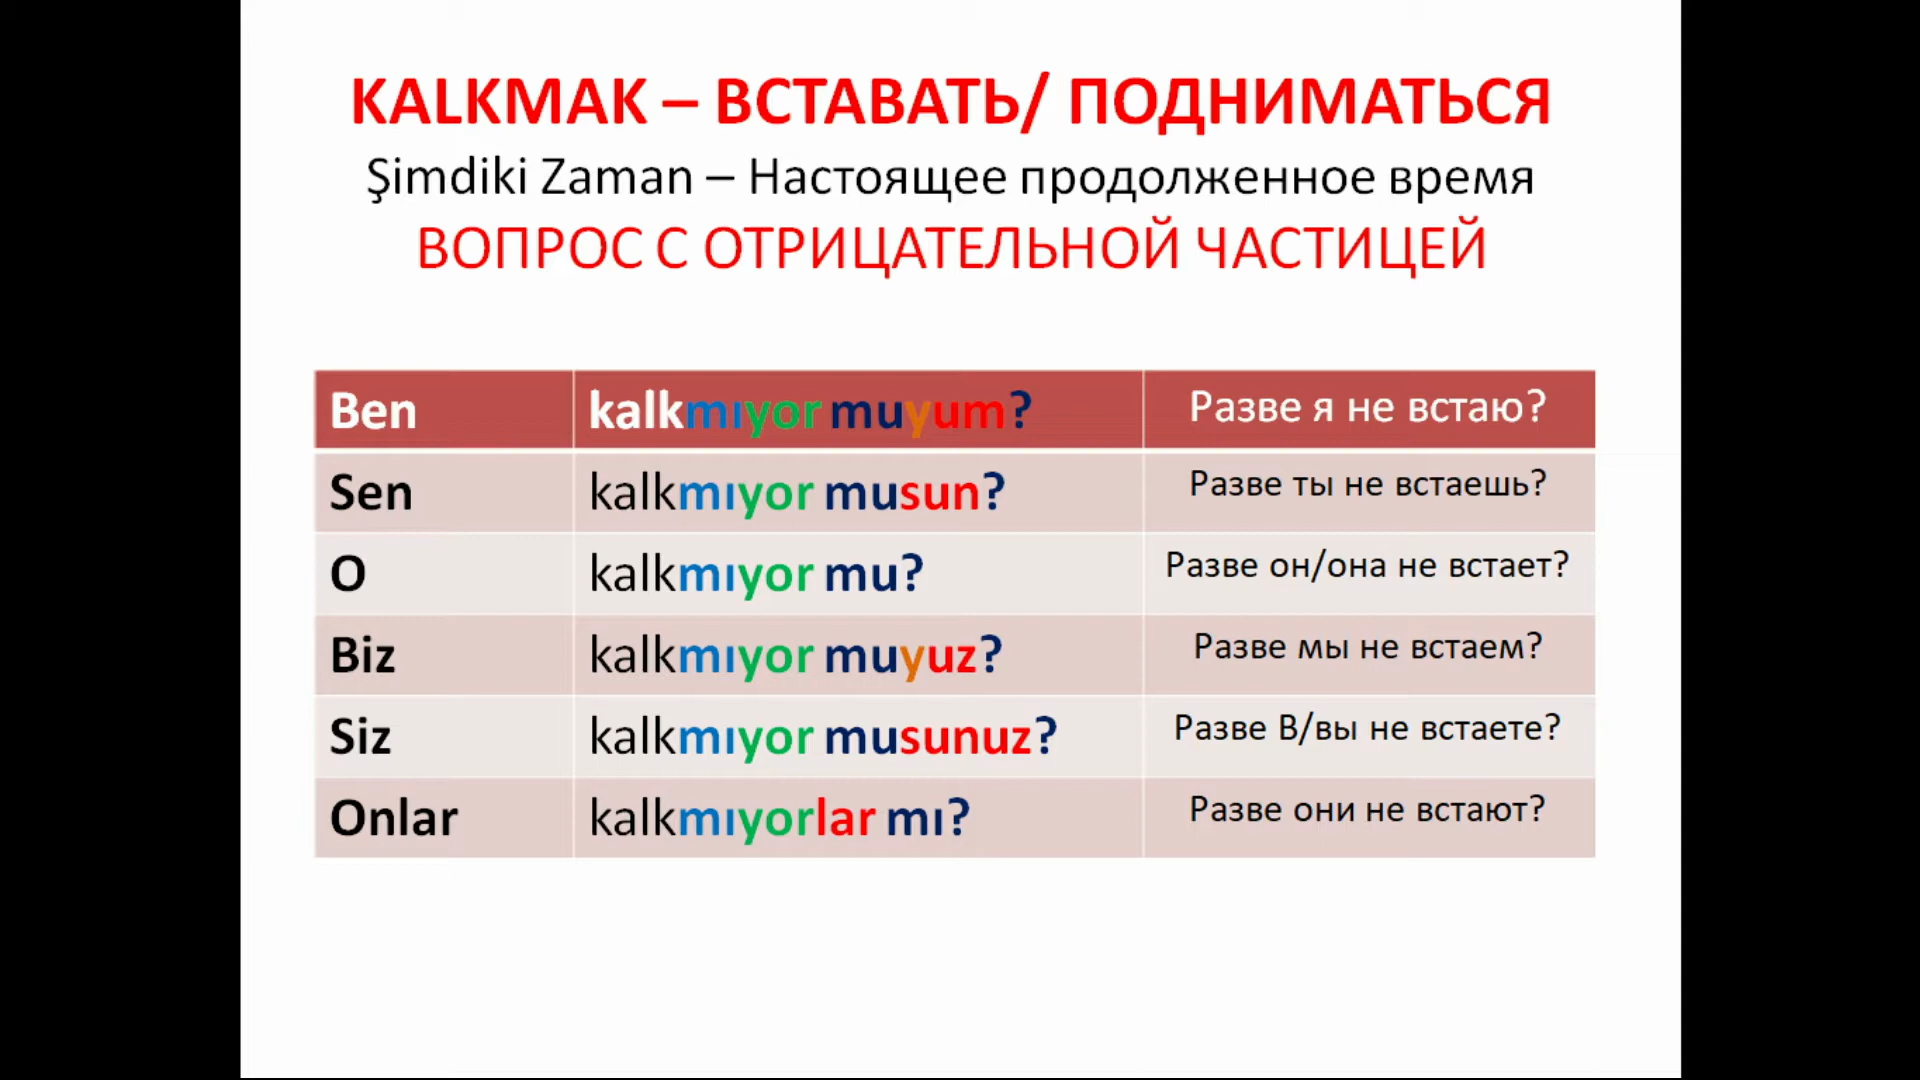 KALKMAK – ВСТАВАТЬ/ ПОДНИМАТЬСЯ
Şimdiki Zaman – Настоящее продолженное время
ВОПРОС С ОТРИЦАТЕЛЬНОЙ ЧАСТИЦЕЙ
Ben kalkmıyor muyum? Разве я не встаю?
Sen kalkmıyor musun? Разве ты не встаешь?
O kalkmıyor mu? Разве он/она не встает?
Biz kalkmıyor muyuz? Разве мы не встаем?
Siz kalkmıyor musunuz? Разве В/вы не встаете?
Onlar kalkmıyorlar mı? Разве они не встают?